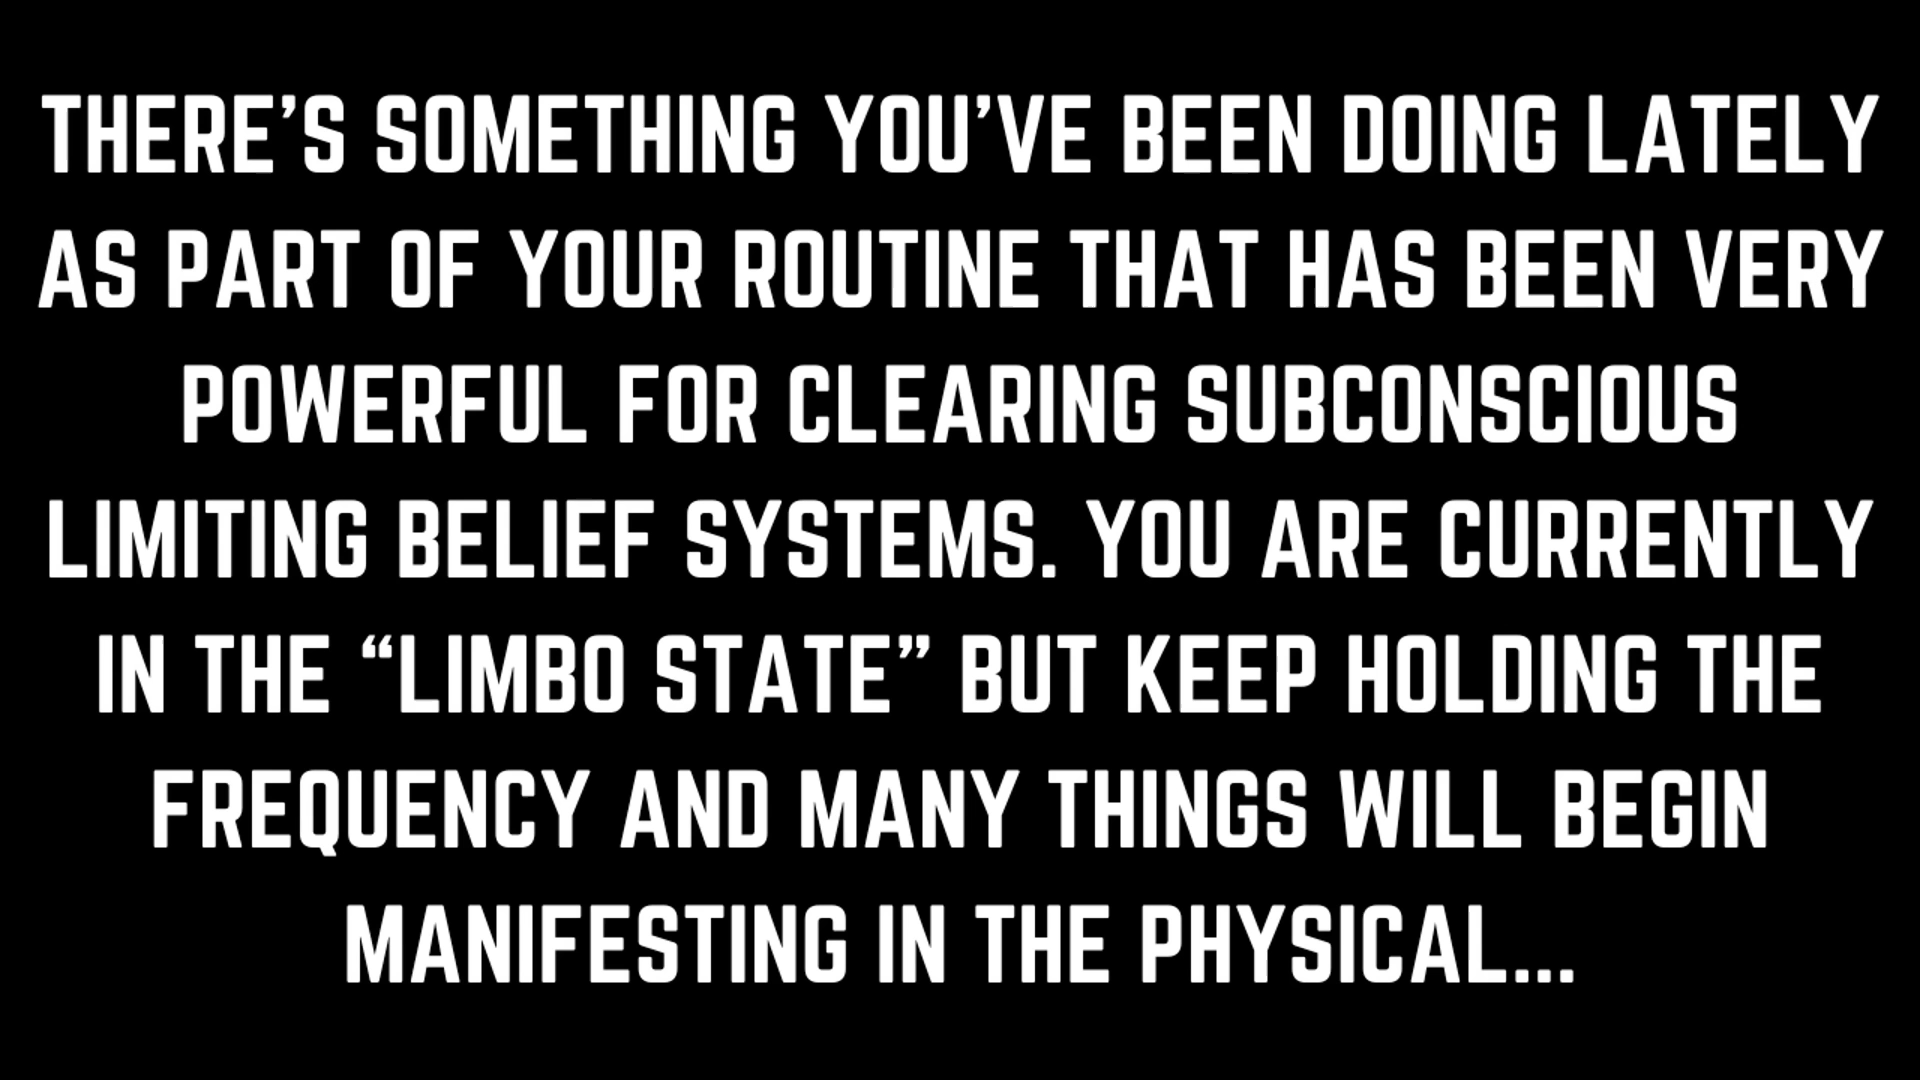 THERE’S SOMETHING YOU’VE BEEN DOING LATELY
AS PART OF YOUR ROUTINE THAT HAS BEEN VERY
POWERFUL FOR CLEARING SUBCONSCIOUS
LIMITING BELIEF SYSTEMS. YOU ARE CURRENTLY
IN THE “LIMBO STATE” BUT KEEP HOLDING THE
FREQUENCY AND MANY THINGS WILL BEGIN
MANIFESTING IN THE PHYSICAL...